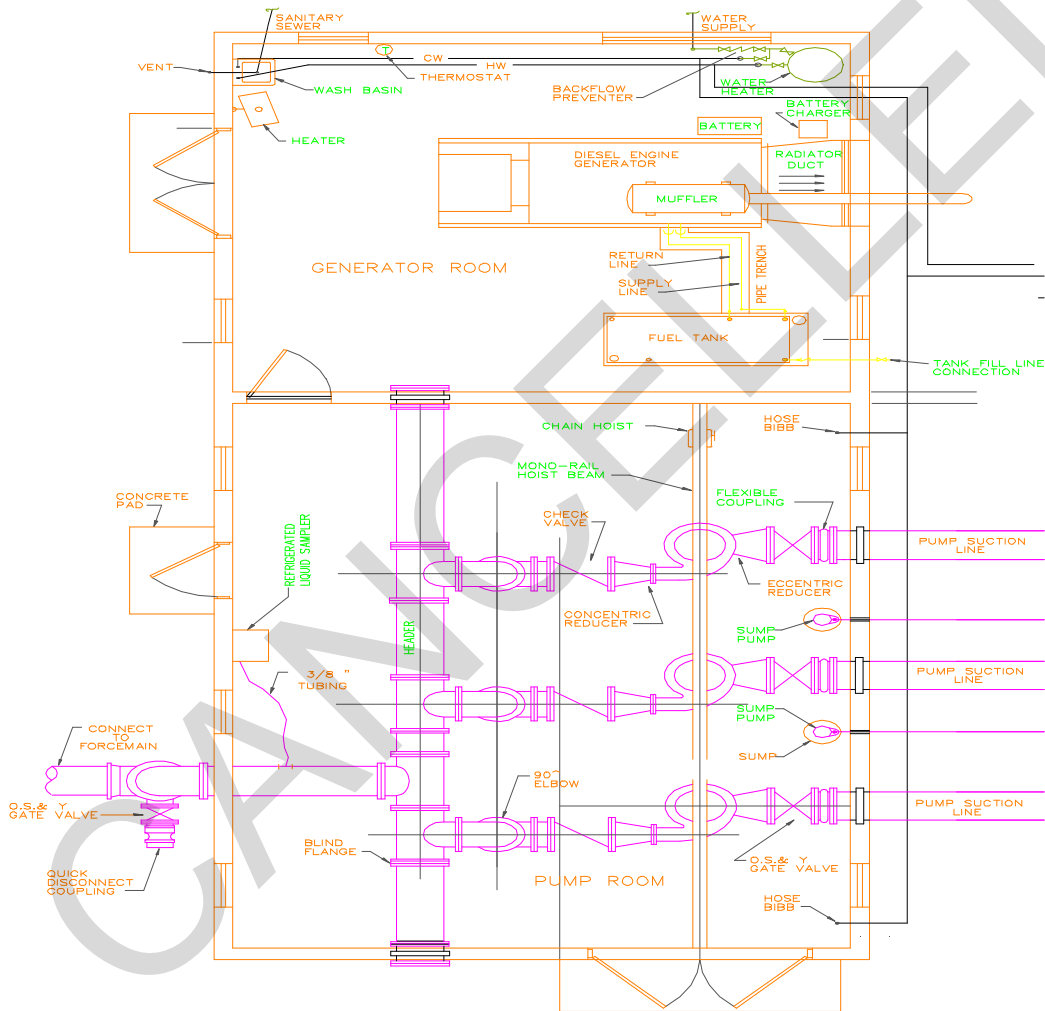 SANITARY
SEWER
WATER
SUPPLY
VENT
CW
HW
THERMOSTAT
WASH BASIN
BACKFLOW
PREVENTER
WATER
HEATER
BATTERY
CHARGER
HEATER
BATTERY
DIESEL ENGINE
GENERATOR
RADIATOR
DUCT
MUFFLER
GENERATOR ROOM
RETURN
LINE
SUPPLY
LINE
PIPE TRENCH
FUEL TANK
TANK FILL LINE
CONNECTION
CHAIN HOIST
HOSE
BIBB
MONO-RAIL
HOIST BEAM
CONCRETE
PAD
FLEXIBLE
COUPLING
CHECK
VALVE
REFRIGERATED
LIQUID SAMPLER
PUMP SUCTION
LINE
ECCENTRIC
REDUCER
CONCENTRIC
REDUCER
HEADER
SUMP
PUMP
3/8 "
TUBING
PUMP SUCTION
LINE
SUMP
PUMP
SUMP
CONNECT
TO
FORCEMAIN
90^
ELBOW
O.S.& Y
GATE VALVE
PUMP SUCTION
LINE
BLIND
FLANGE
O.S.& Y
GATE VALVE
QUICK
DISCONNECT
COUPLING
PUMP ROOM
HOSE
BIBB
T
CANCELLED